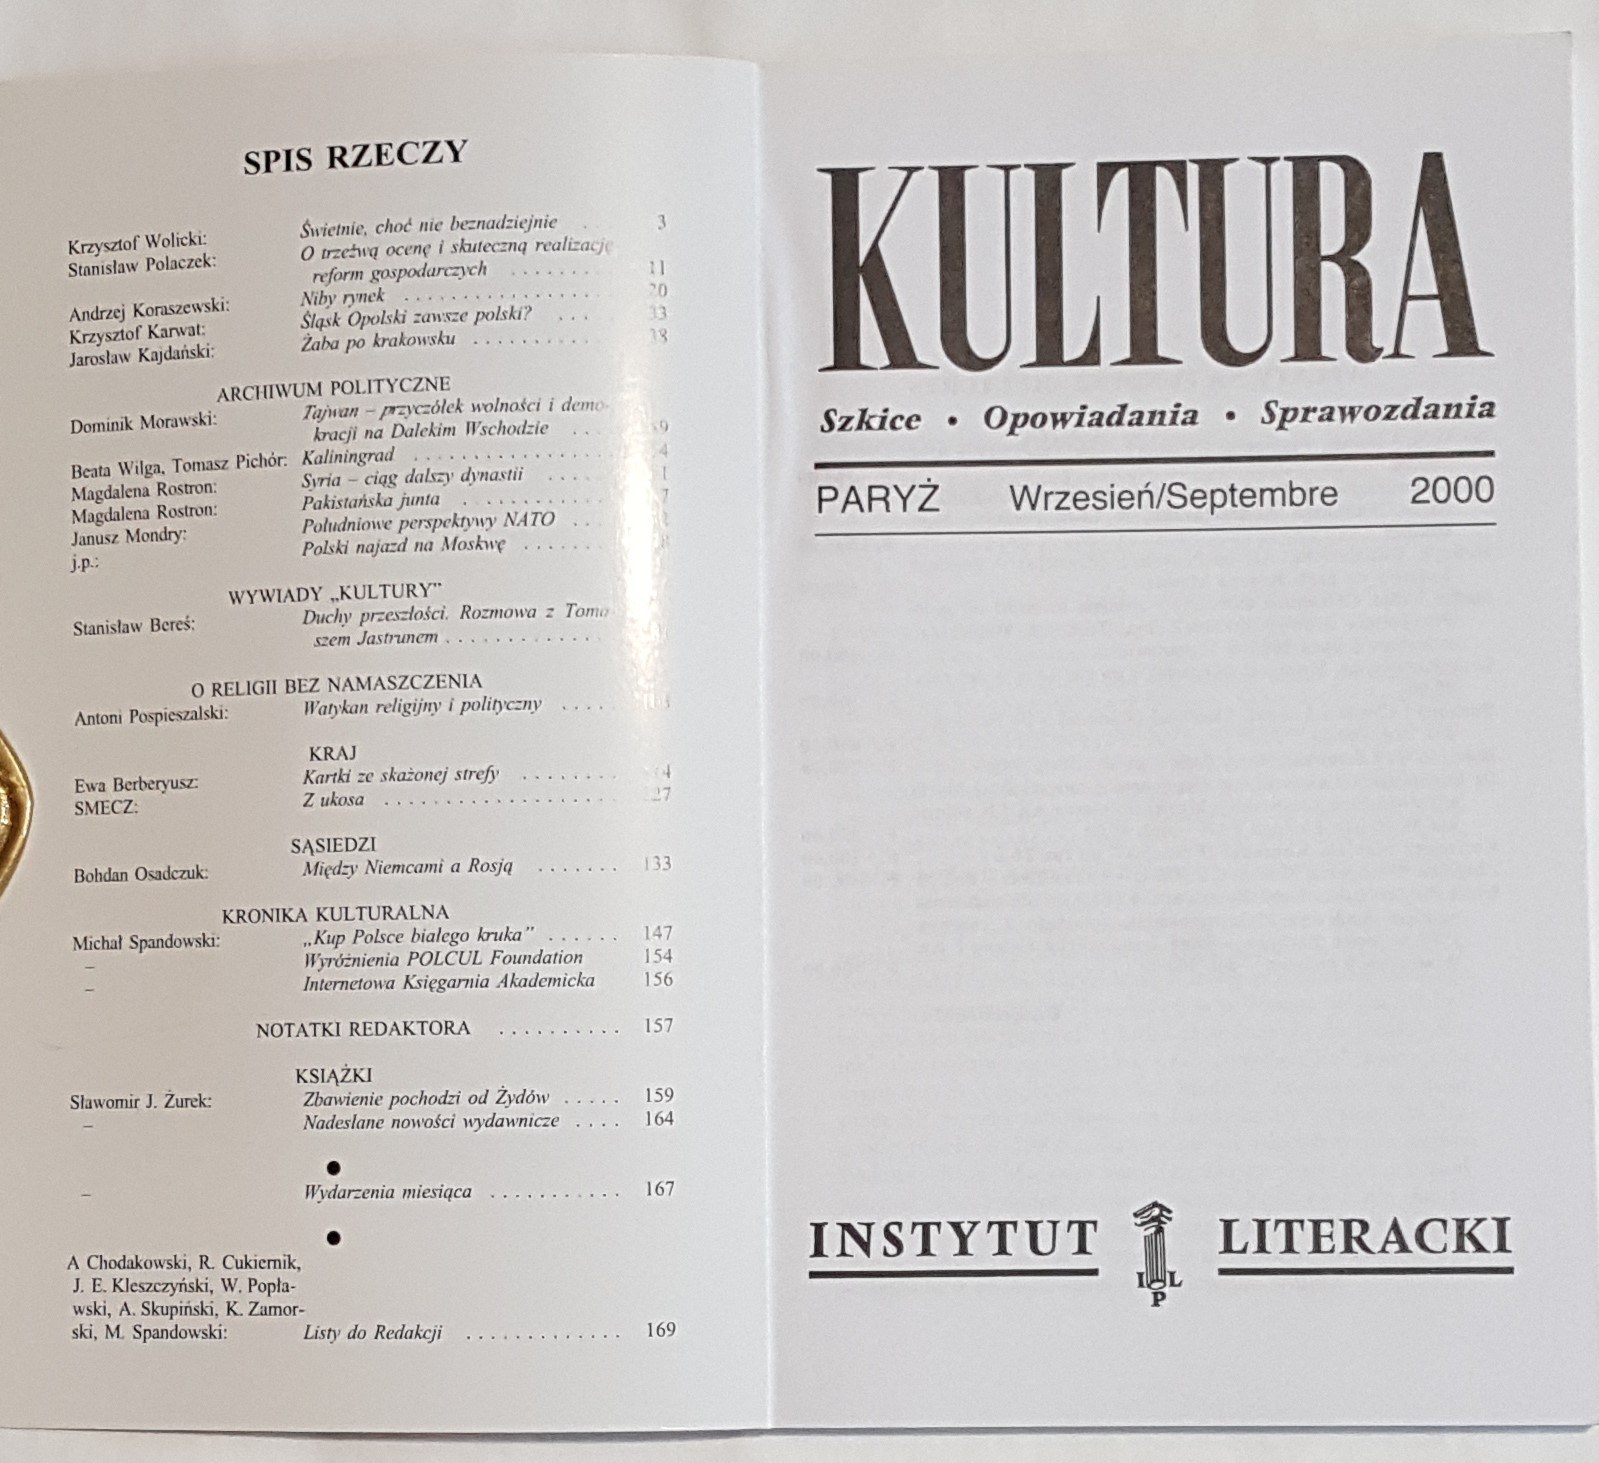 SPIS RZECZY
Krzysztof Wolicki: Świetnie, choć nie beznadziejnie . 3
Stanisław Polaczek: O trzeźwą ocenę i skuteczną realizację
reform gospodarczych . . . . . . . 11
Andrzej Koraszewski: Niby rynek . . . . . . . . . . . . . . . . 20
Krzysztof Karwat: Śląsk Opolski zawsze polski? . . . 33
Jarosław Kajdański: Żaba po krakowsku . . . . . . . . . . 38
ARCHIWUM POLITYCZNE
Dominik Morawski: Tajwan – przyczółek wolności i demo-
kracji na Dalekim Wschodzie . . .
Beata Wilga, Tomasz Pichór: Kaliningrad . . . . . . . . . . . . . . .
Magdalena Rostron: Syria – ciąg dalszy dynastii . . . .
Magdalena Rostron: Pakistańska junta . . . . . . . . . .
Janusz Mondry: Południowe perspektywy NATO . . .
j.p.: Polski najazd na Moskwę . . . . . .
WYWIADY „KULTURY”
Stanisław Bereś: Duchy przeszłości. Rozmowa z Toma-
szem Jastrunem . . . . . . . . . . . . .
O RELIGII BEZ NAMASZCZENIA
Antoni Pospieszalski: Watykan religijny i polityczny . . . .
KRAJ
Ewa Berberyusz: Kartki ze skażonej strefy . . . . . . . .
SMECZ: Z ukosa . . . . . . . . . . . . . . . . . . . . 127
SĄSIEDZI
Bohdan Osadczuk: Między Niemcami a Rosją . . . . . . . 133
KRONIKA KULTURALNA
Michał Spandowski: „Kup Polsce białego kruka” . . . . . . 147
– Wyróżnienia POLCUL Foundation 154
– Internetowa Księgarnia Akademicka 156
NOTATKI REDAKTORA . . . . . . . . . . 157
KSIĄŻKI
Sławomir J. Żurek: Zbawienie pochodzi od Żydów . . . . . 159
– Nadesłane nowości wydawnicze . . . . 164
●
– Wydarzenia miesiąca . . . . . . . . . . . 167
●
A Chodakowski, R. Cukiernik,
J. E. Kleszczyński, W. Popła-
wski, A. Skupiński, K. Zamor-
ski, M. Spandowski: Listy do Redakcji . . . . . . . . . . . . . 169
KULTURA
Szkice • Opowiadania • Sprawozdania
PARYŻ Wrzesień/Septembre 2000
INSTYTUT LITERACKI
I L
P